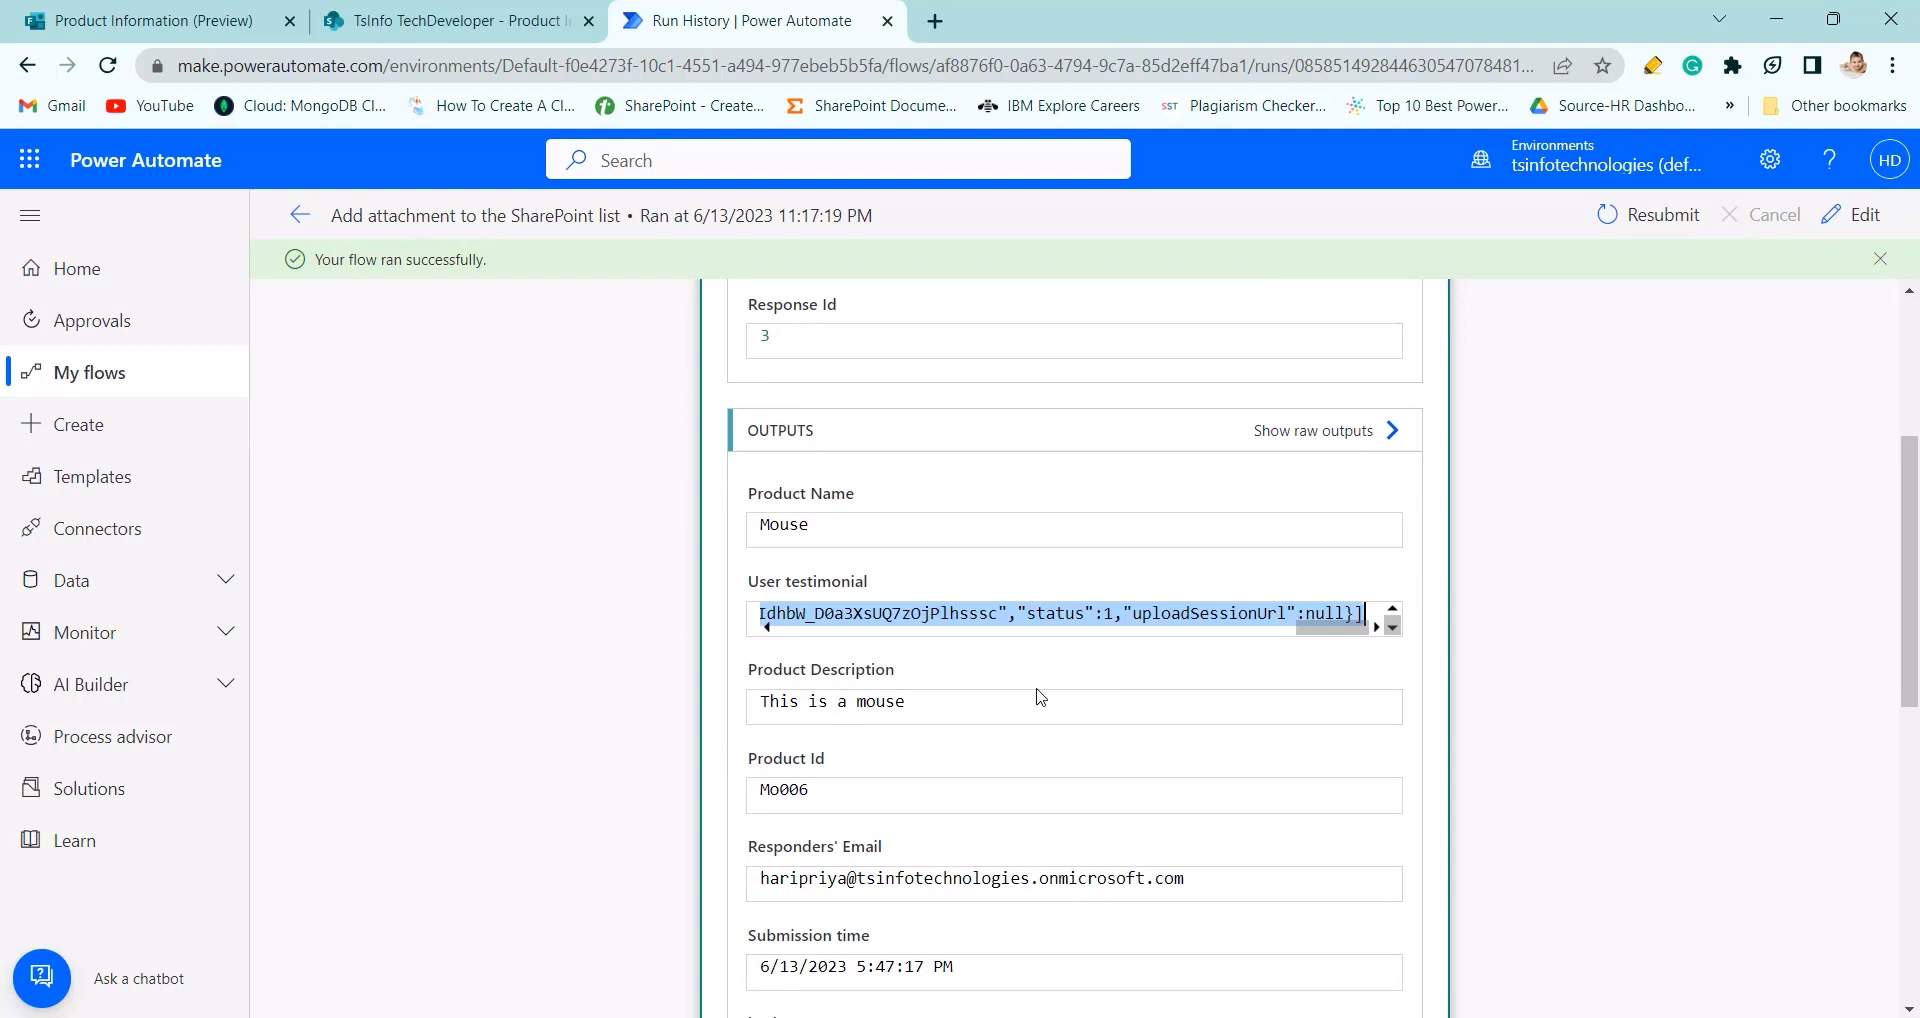 Product Information (Preview)
TsInfo TechDeveloper - Product I
Run History | Power Automate
make.powerautomate.com/environments/Default-f0e4273f-10c1-4551-a494-977ebeb5b5fa/flows/af8876f0-0a63-4794-9c7a-85d2eff47ba1/runs/085851492844630547078481...
Gmail
YouTube
Cloud: MongoDB Cl...
How To Create A Cl...
SharePoint - Create...
SharePoint Docume...
IBM Explore Careers
SST
Plagiarism Checker...
Top 10 Best Power...
Source-HR Dashbo...
»
Other bookmarks
Power Automate
Search
Environments
tsinfotechnologies (def...
?
HD
Add attachment to the SharePoint list • Ran at 6/13/2023 11:17:19 PM
Resubmit
Cancel
Edit
Your flow ran successfully.
Home
Approvals
My flows
Create
Templates
Connectors
Data
Monitor
AI Builder
Process advisor
Solutions
Learn
Ask a chatbot
Response Id
3
OUTPUTS
Show raw outputs
Product Name
Mouse
User testimonial
IdhbW_D0a3XsUQ7zOjPlhsssc","status":1,"uploadSessionUrl":null}]
Product Description
This is a mouse
Product Id
Mo006
Responders' Email
haripriya@tsinfotechnologies.onmicrosoft.com
Submission time
6/13/2023 5:47:17 PM